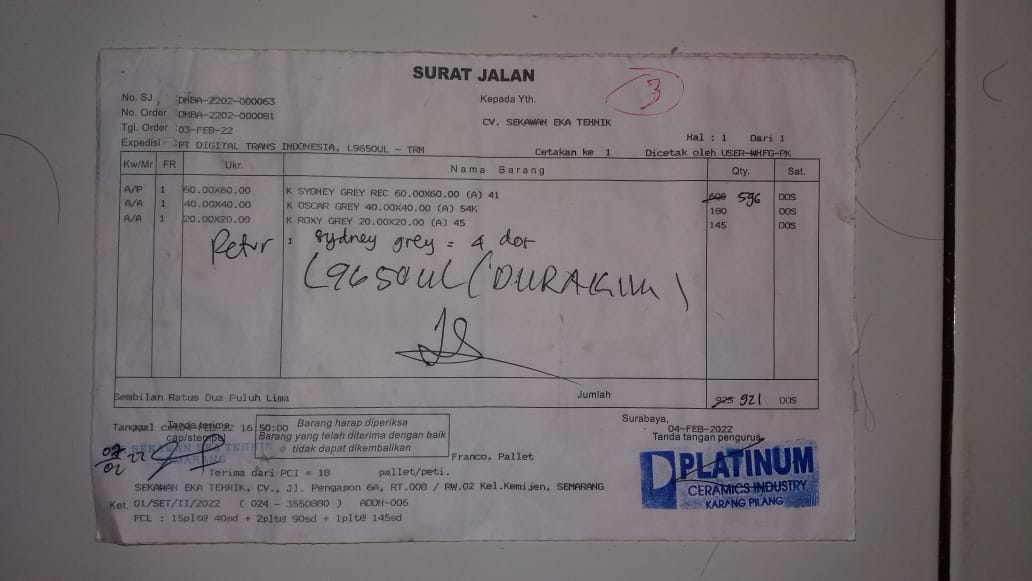 SURAT JALAN
3
No. SJ : DHBA-2202-000063
Kepada Yth.
No. Order : DHBA-2202-000081
CV. SEKAWAN EKA TEHNIK
Tgl. Order : 03-FEB-22
Hal : 1 Dari 1
Expedisi : PT DIGITAL TRANS INDONESIA, L9650UL - TRN
Cetakan ke 1 Dicetak oleh USER-WHFG-PK
Kw/Mr FR Ukr. Nama Barang Qty. Sat.
A/P 1 60.00X60.00 K SYDNEY GREY REC 60.00X60.00 (A) 41 600 596 DOS
A/A 1 40.00X40.00 K OSCAR GREY 40.00X40.00 (A) 54K 180 DOS
A/A 1 20.00X20.00 K ROXY GREY 20.00X20.00 (A) 45 145 DOS
Retur : Sydney grey = 4 dor
L9650UL (DURAKIM)
Sembilan Ratus Dua Puluh Lima
Jumlah 925 921 DOS
Tanggal cetak 04-FEB-22 16:50:00
Tanda terima
cap/stempel
Barang harap diperiksa
Barang yang telah diterima dengan baik
tidak dapat dikembalikan
Surabaya,
04-FEB-2022
Tanda tangan pengurus
SEKAWAN EKA TEHNIK
SEMARANG
07/02 22
Franco, Pallet
Terima dari PCI = 18 pallet/peti.
SEKAWAN EKA TEHNIK, CV., Jl. Pengapon 6A, RT.008 / RW.02 Kel.Kemijen, SEMARANG
Ket. 01/SET/II/2022 ( 024 - 3550880 ) ADDH-006
FCL : 15plt@ 40sd + 2plt@ 90sd + 1plt@ 145sd
PLATINUM
CERAMICS INDUSTRY
KARANG PILANG